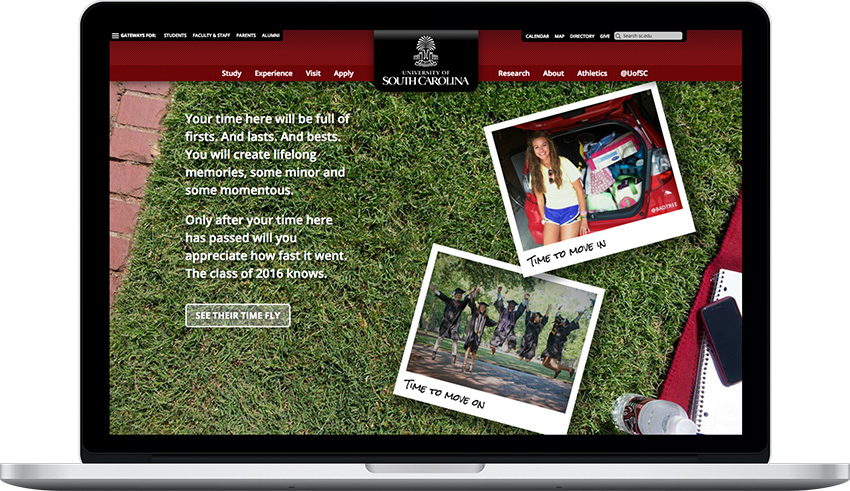 GATEWAYS FOR: STUDENTS FACULTY & STAFF PARENTS ALUMNI
CALENDAR MAP DIRECTORY GIVE Search sc.edu
Study Experience Visit Apply
UNIVERSITY OF
SOUTH CAROLINA
Research About Athletics @UofSC
Your time here will be full of
firsts. And lasts. And bests.
You will create lifelong
memories, some minor and
some momentous.
Only after your time here
has passed will you
appreciate how fast it went.
The class of 2016 knows.
SEE THEIR TIME FLY
@BADTREE
TIME TO MOVE IN
TIME TO MOVE ON